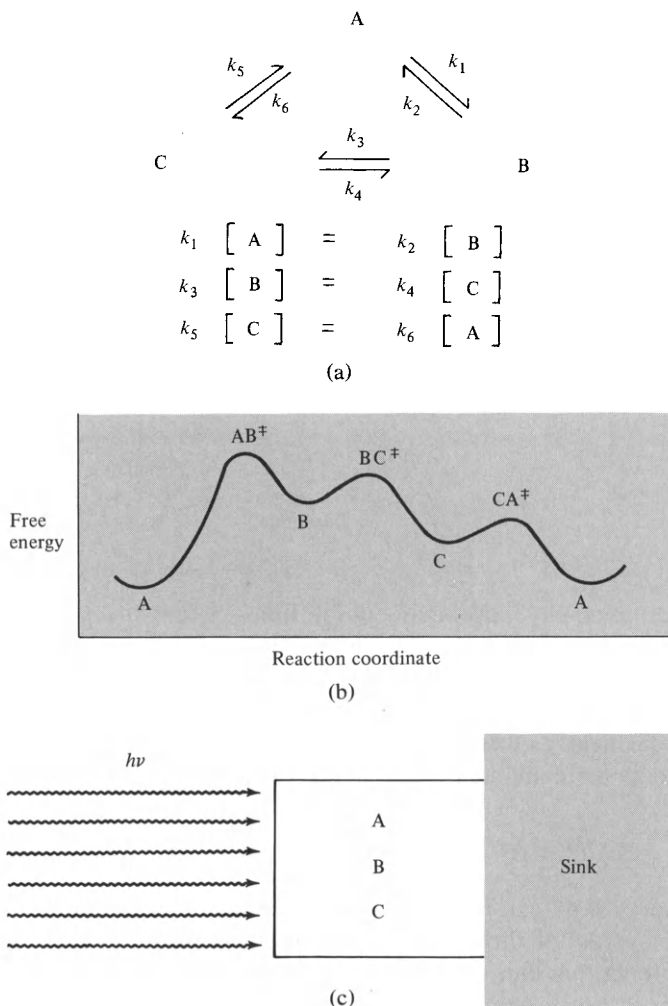 A
k5 k1
k6 k2
k3
C B
k4
k1 [ A ] = k2 [ B ]
k3 [ B ] = k4 [ C ]
k5 [ C ] = k6 [ A ]
(a)
AB‡
BC‡
CA‡
Free
energy
B
C
A A
Reaction coordinate
(b)
hν
A
B Sink
C
(c)